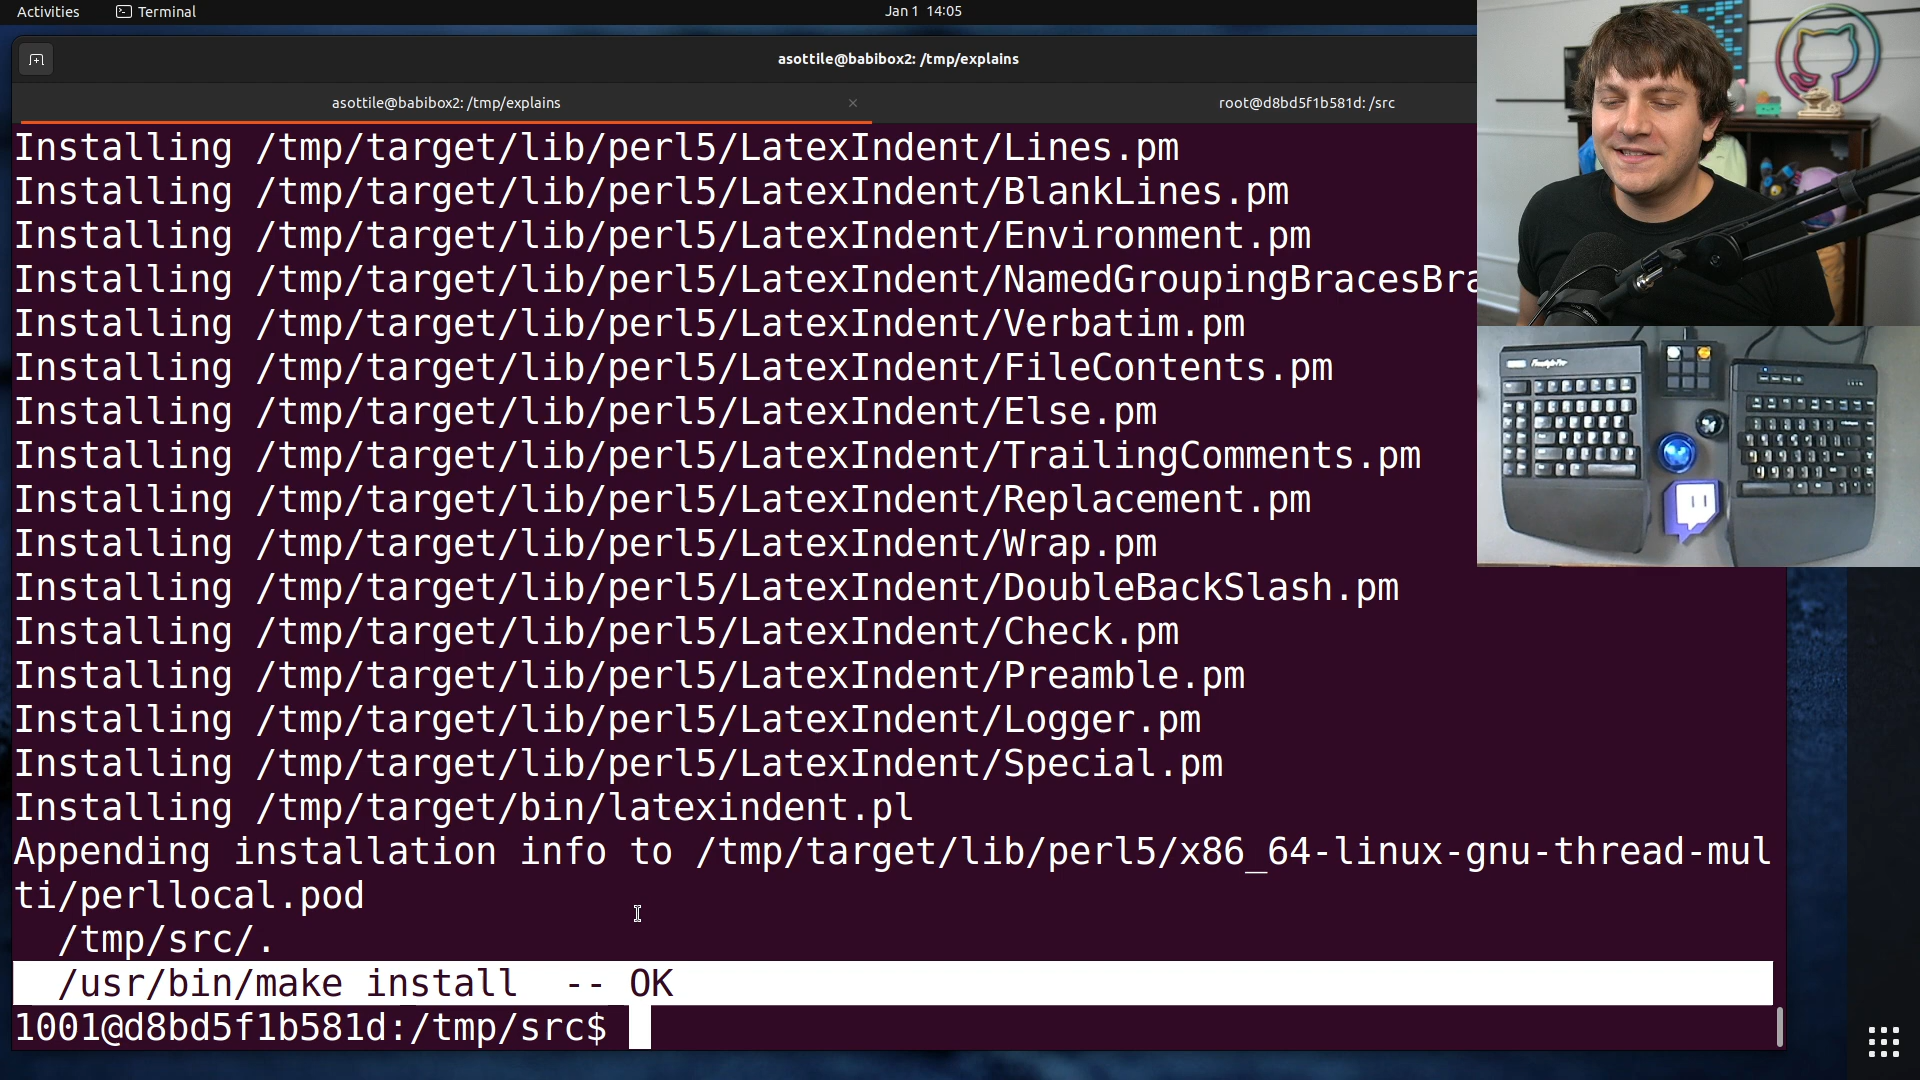 Activities
Terminal
Jan 1 14:05
asottile@babibox2: /tmp/explains
asottile@babibox2: /tmp/explains
root@d8bd5f1b581d: /src
Installing /tmp/target/lib/perl5/LatexIndent/Lines.pm
Installing /tmp/target/lib/perl5/LatexIndent/BlankLines.pm
Installing /tmp/target/lib/perl5/LatexIndent/Environment.pm
Installing /tmp/target/lib/perl5/LatexIndent/NamedGroupingBracesBra
Installing /tmp/target/lib/perl5/LatexIndent/Verbatim.pm
Installing /tmp/target/lib/perl5/LatexIndent/FileContents.pm
Installing /tmp/target/lib/perl5/LatexIndent/Else.pm
Installing /tmp/target/lib/perl5/LatexIndent/TrailingComments.pm
Installing /tmp/target/lib/perl5/LatexIndent/Replacement.pm
Installing /tmp/target/lib/perl5/LatexIndent/Wrap.pm
Installing /tmp/target/lib/perl5/LatexIndent/DoubleBackSlash.pm
Installing /tmp/target/lib/perl5/LatexIndent/Check.pm
Installing /tmp/target/lib/perl5/LatexIndent/Preamble.pm
Installing /tmp/target/lib/perl5/LatexIndent/Logger.pm
Installing /tmp/target/lib/perl5/LatexIndent/Special.pm
Installing /tmp/target/bin/latexindent.pl
Appending installation info to /tmp/target/lib/perl5/x86_64-linux-gnu-thread-mul
ti/perllocal.pod
/tmp/src/.
/usr/bin/make install -- OK
1001@d8bd5f1b581d:/tmp/src$